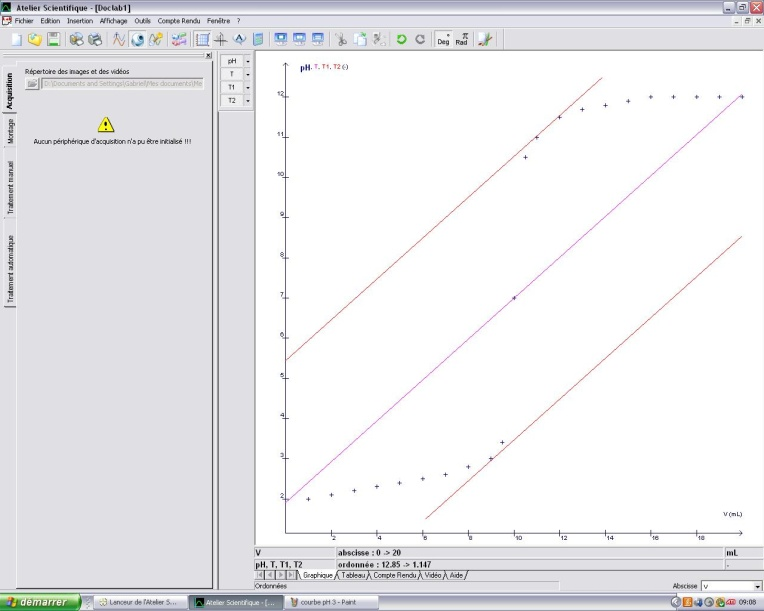 Atelier Scientifique - [Doclab1]
Fichier Edition Insertion Affichage Outils Compte Rendu Fenêtre ?
Deg Rad
Acquisition
Montage
Traitement manuel
Traitement automatique
Répertoire des images et des vidéos
D:\Documents and Settings\Gabriel\Mes documents\Me
Aucun périphérique d'acquisition n'a pu être initialisé !!!
pH
T
T1
T2
pH, T, T1, T2 (-)
12
11
10
9
8
7
6
5
4
3
2
V (mL)
2 4 6 8 10 12 14 16 18
V abscisse : 0 -> 20 mL
pH, T, T1, T2 ordonnée : 12.85 -> 1.147 -
Graphique Tableau Compte Rendu Vidéo Aide
Ordonnées
Abscisse V
démarrer
Lanceur de l'Atelier S...
Atelier Scientifique - [...
courbe pH 3 - Paint
09:08